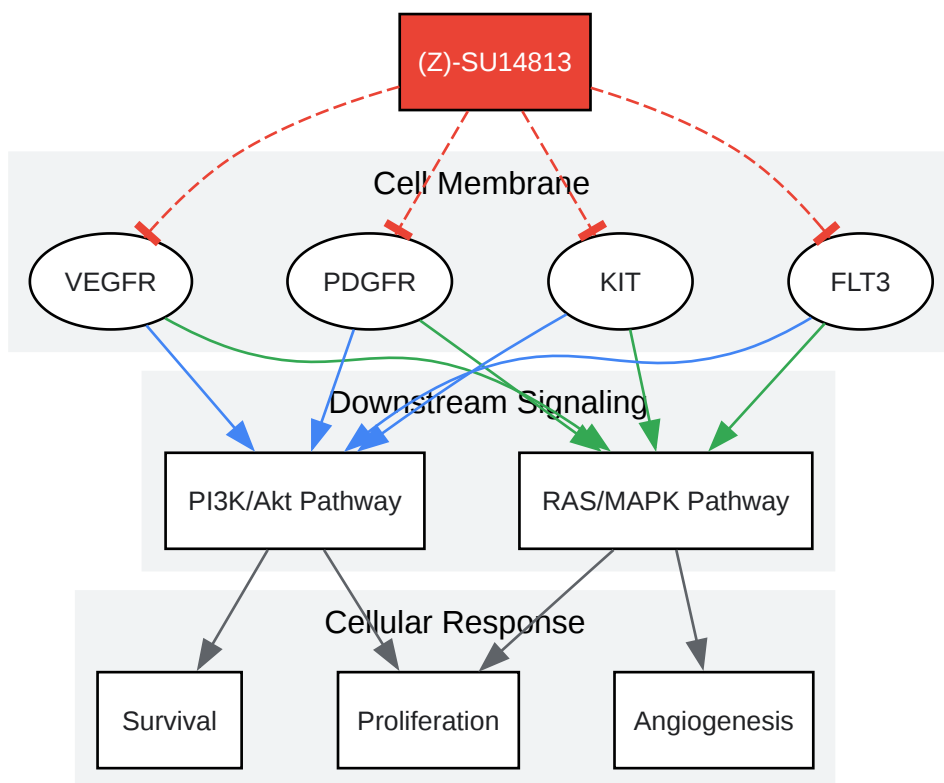 (Z)-SU14813
Cell Membrane
VEGFR
PDGFR
KIT
FLT3
Downstream Signaling
PI3K/Akt Pathway
RAS/MAPK Pathway
Cellular Response
Survival
Proliferation
Angiogenesis